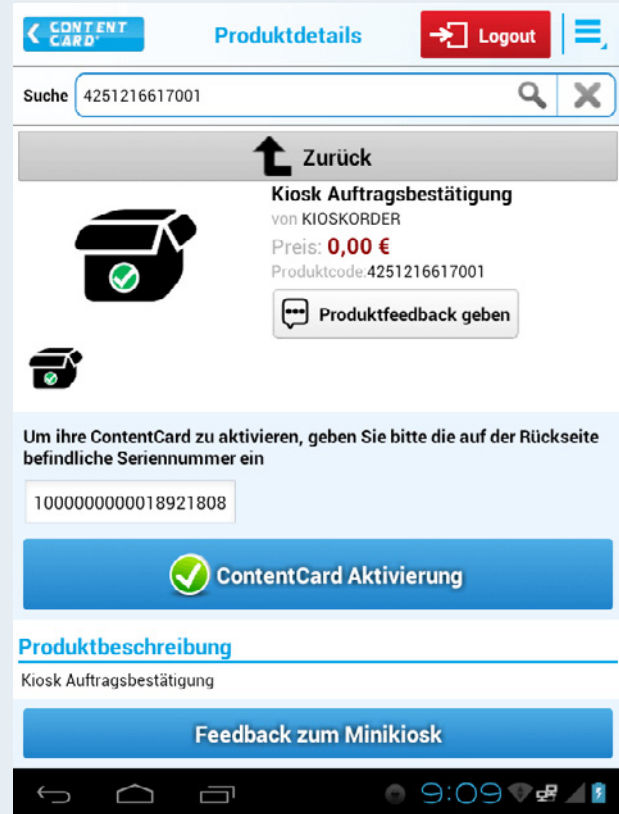 CONTENT
CARD
Produktdetails
Logout
Suche
4251216617001
Zurück
Kiosk Auftragsbestätigung
von KIOSKORDER
Preis: 0,00 €
Produktcode:4251216617001
Produktfeedback geben
Um ihre ContentCard zu aktivieren, geben Sie bitte die auf der Rückseite
befindliche Seriennummer ein
1000000000018921808
ContentCard Aktivierung
Produktbeschreibung
Kiosk Auftragsbestätigung
Feedback zum Minikiosk
9:09